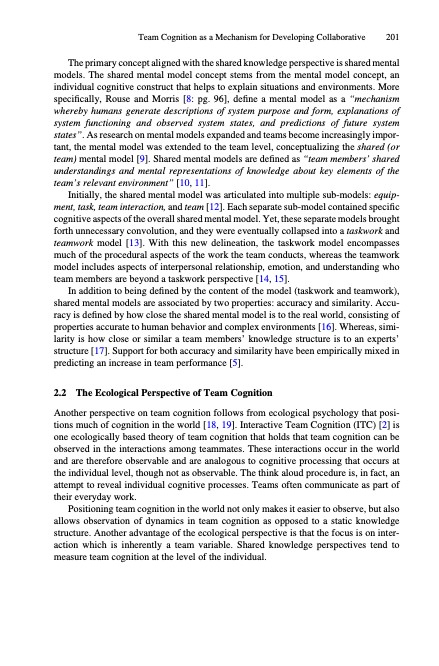 Team Cognition as a Mechanism for Developing Collaborative 201
The primary concept aligned with the shared knowledge perspective is shared mental
models. The shared mental model concept stems from the mental model concept, an
individual cognitive construct that helps to explain situations and environments. More
specifically, Rouse and Morris [8: pg. 96], define a mental model as a “mechanism
whereby humans generate descriptions of system purpose and form, explanations of
system functioning and observed system states, and predictions of future system
states”. As research on mental models expanded and teams become increasingly impor-
tant, the mental model was extended to the team level, conceptualizing the shared (or
team) mental model [9]. Shared mental models are defined as “team members’ shared
understandings and mental representations of knowledge about key elements of the
team’s relevant environment” [10, 11].
Initially, the shared mental model was articulated into multiple sub-models: equip-
ment, task, team interaction, and team [12]. Each separate sub-model contained specific
cognitive aspects of the overall shared mental model. Yet, these separate models brought
forth unnecessary convolution, and they were eventually collapsed into a taskwork and
teamwork model [13]. With this new delineation, the taskwork model encompasses
much of the procedural aspects of the work the team conducts, whereas the teamwork
model includes aspects of interpersonal relationship, emotion, and understanding who
team members are beyond a taskwork perspective [14, 15].
In addition to being defined by the content of the model (taskwork and teamwork),
shared mental models are associated by two properties: accuracy and similarity. Accu-
racy is defined by how close the shared mental model is to the real world, consisting of
properties accurate to human behavior and complex environments [16]. Whereas, simi-
larity is how close or similar a team members’ knowledge structure is to an experts’
structure [17]. Support for both accuracy and similarity have been empirically mixed in
predicting an increase in team performance [5].
2.2 The Ecological Perspective of Team Cognition
Another perspective on team cognition follows from ecological psychology that posi-
tions much of cognition in the world [18, 19]. Interactive Team Cognition (ITC) [2] is
one ecologically based theory of team cognition that holds that team cognition can be
observed in the interactions among teammates. These interactions occur in the world
and are therefore observable and are analogous to cognitive processing that occurs at
the individual level, though not as observable. The think aloud procedure is, in fact, an
attempt to reveal individual cognitive processes. Teams often communicate as part of
their everyday work.
Positioning team cognition in the world not only makes it easier to observe, but also
allows observation of dynamics in team cognition as opposed to a static knowledge
structure. Another advantage of the ecological perspective is that the focus is on inter-
action which is inherently a team variable. Shared knowledge perspectives tend to
measure team cognition at the level of the individual.